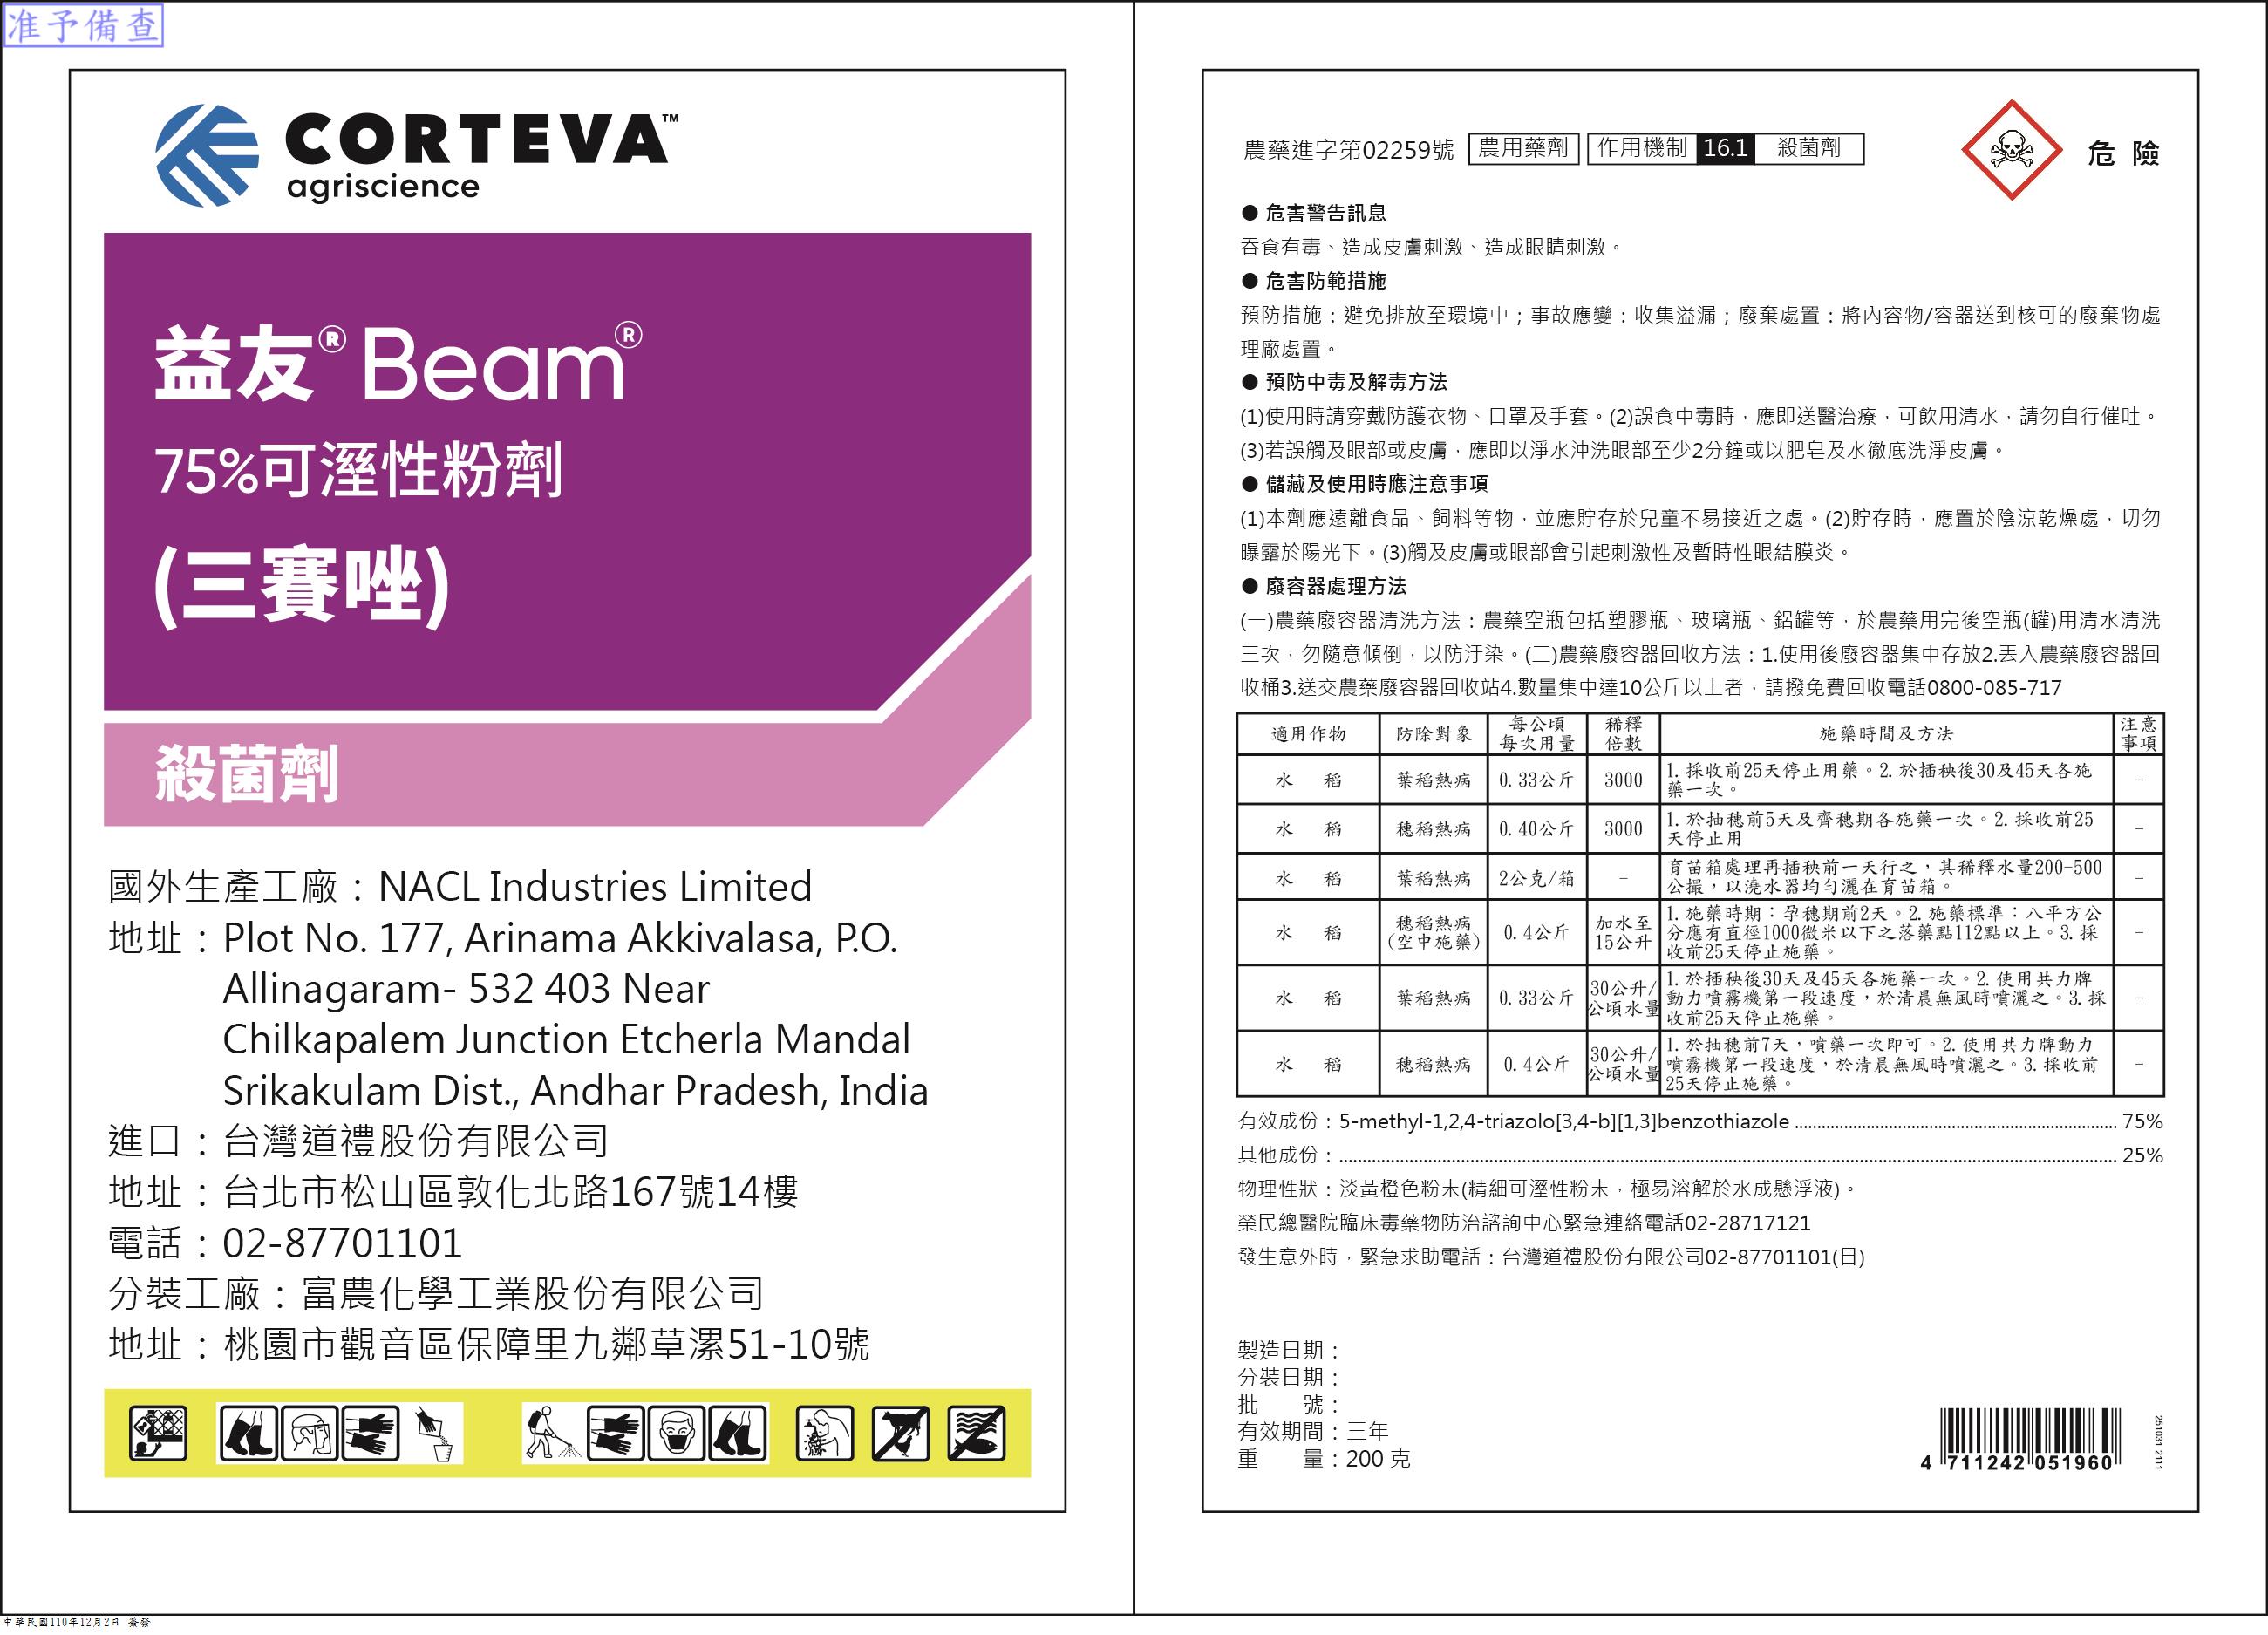 准予備查
CORTEVA™
agriscience
益友® Beam®
75%可溼性粉劑
(三賽唑)
殺菌劑
國外生產工廠：NACL Industries Limited
地址：Plot No. 177, Arinama Akkivalasa, P.O.
Allinagaram- 532 403 Near
Chilkapalem Junction Etcherla Mandal
Srikakulam Dist., Andhar Pradesh, India
進口：台灣道禮股份有限公司
地址：台北市松山區敦化北路167號14樓
電話：02-87701101
分裝工廠：富農化學工業股份有限公司
地址：桃園市觀音區保障里九鄰草漯51-10號
農藥進字第02259號 農用藥劑 作用機制 16.1 殺菌劑
危險
● 危害警告訊息
吞食有毒、造成皮膚刺激、造成眼睛刺激。
● 危害防範措施
預防措施：避免排放至環境中；事故應變：收集溢漏；廢棄處置：將內容物/容器送到核可的廢棄物處
理廠處置。
● 預防中毒及解毒方法
(1)使用時請穿戴防護衣物、口罩及手套。(2)誤食中毒時，應即送醫治療，可飲用清水，請勿自行催吐。
(3)若誤觸及眼部或皮膚，應即以淨水沖洗眼部至少2分鐘或以肥皂及水徹底洗淨皮膚。
● 儲藏及使用時應注意事項
(1)本劑應遠離食品、飼料等物，並應貯存於兒童不易接近之處。(2)貯存時，應置於陰涼乾燥處，切勿
曝露於陽光下。(3)觸及皮膚或眼部會引起刺激性及暫時性眼結膜炎。
● 廢容器處理方法
(一)農藥廢容器清洗方法：農藥空瓶包括塑膠瓶、玻璃瓶、鋁罐等，於農藥用完後空瓶(罐)用清水清洗
三次，勿隨意傾倒，以防汙染。(二)農藥廢容器回收方法：1.使用後廢容器集中存放2.丟入農藥廢容器回
收桶3.送交農藥廢容器回收站4.數量集中達10公斤以上者，請撥免費回收電話0800-085-717
適用作物 防除對象 每公頃每次用量 稀釋倍數 施藥時間及方法 注意事項
水 稻 葉稻熱病 0.33公斤 3000 1.採收前25天停止用藥。2.於插秧後30及45天各施
藥一次。 -
水 稻 穗稻熱病 0.40公斤 3000 1.於抽穗前5天及齊穗期各施藥一次。2.採收前25
天停止用 -
水 稻 葉稻熱病 2公克/箱 - 育苗箱處理再插秧前一天行之，其稀釋水量200-500
公撮，以澆水器均勻灑在育苗箱。 -
水 稻 穗稻熱病(空中施藥) 0.4公斤 加水至15公升 1.施藥時期：孕穗期前2天。2.施藥標準：八平方公
分應有直徑1000微米以下之落藥點112點以上。3.採
收前25天停止施藥。 -
水 稻 葉稻熱病 0.33公斤 30公升/公頃水量 1.於插秧後30天及45天各施藥一次。2.使用共力牌
動力噴霧機第一段速度，於清晨無風時噴灑之。3.採
收前25天停止施藥。 -
水 稻 穗稻熱病 0.4公斤 30公升/公頃水量 1.於抽穗前7天，噴藥一次即可。2.使用共力牌動力
噴霧機第一段速度，於清晨無風時噴灑之。3.採收前
25天停止施藥。 -
有效成份：5-methyl-1,2,4-triazolo[3,4-b][1,3]benzothiazole ........ 75%
其他成份：........ 25%
物理性狀：淡黃橙色粉末(精細可溼性粉末，極易溶解於水成懸浮液)。
榮民總醫院臨床毒藥物防治諮詢中心緊急連絡電話02-28717121
發生意外時，緊急求助電話：台灣道禮股份有限公司02-87701101(日)
製造日期：
分裝日期：
批 號：
有效期間：三年
重 量：200 克
4 711242 051960
251031 2111
中華民國110年12月2日 簽發